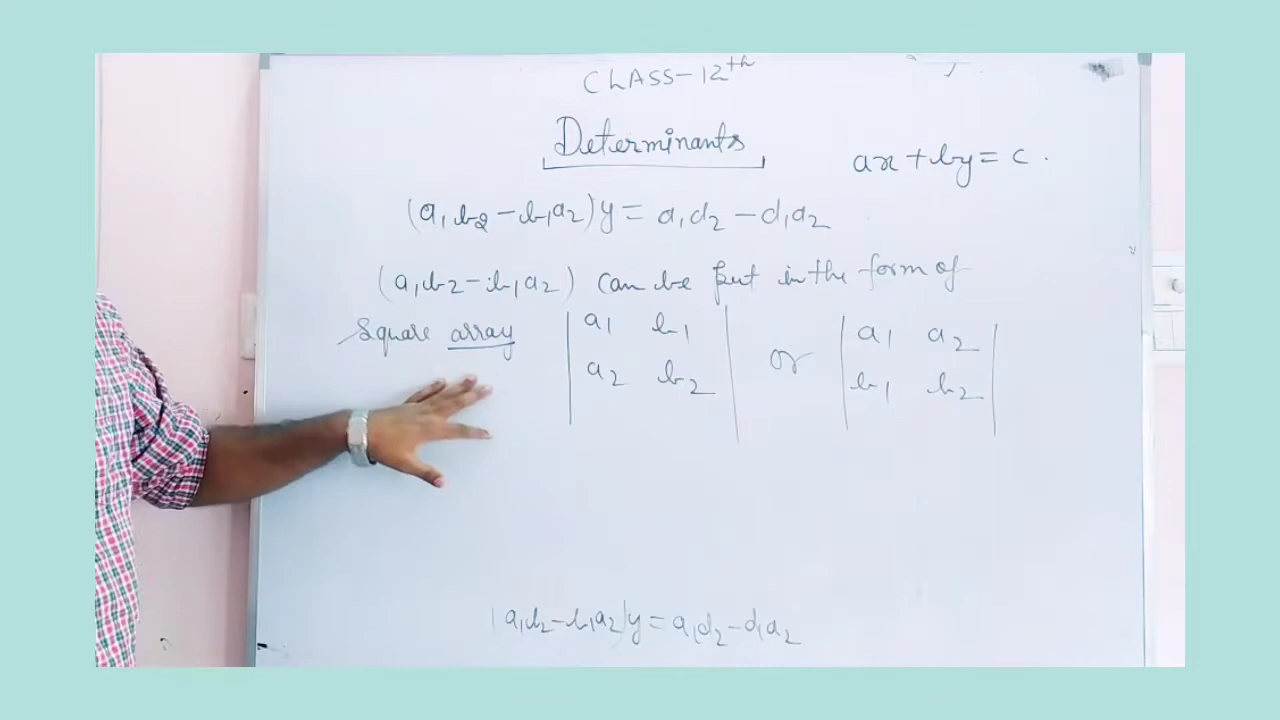 CLASS-12th
Determinants
ax + by = c .
(a₁b₂ - b₁a₂)y = a₁d₂ - d₁a₂
(a₁b₂ - b₁a₂) can be put in the form of
square array | a₁ b₁ | or | a₁ a₂ |
| a₂ b₂ | | b₁ b₂ |
(a₁b₂ - b₁a₂)y = a₁d₂ - d₁a₂